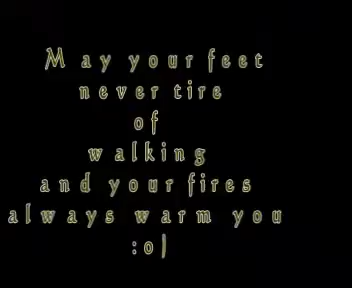 May your feet
never tire
of
walking
and your fires
always warm you
:o)